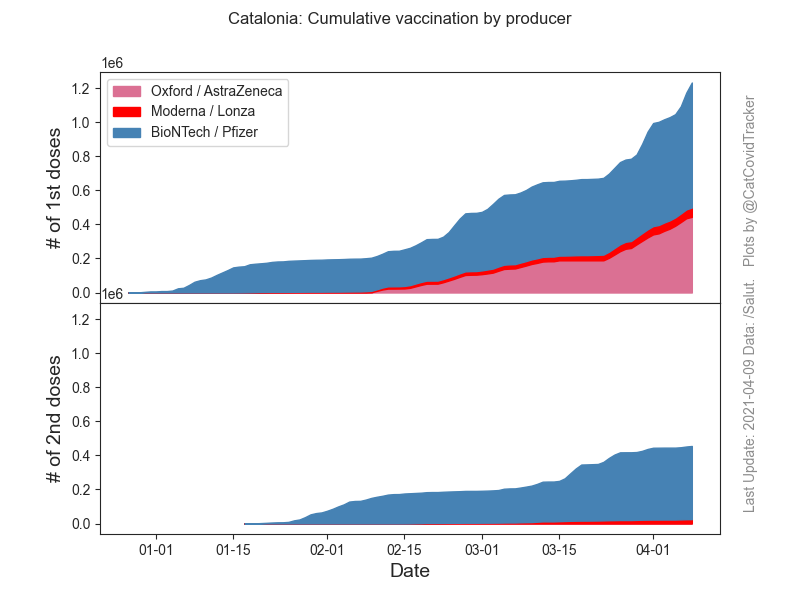 Catalonia: Cumulative vaccination by producer
1e6
Oxford / AstraZeneca
Moderna / Lonza
BioNTech / Pfizer
# of 1st doses
1.2
1.0
0.8
0.6
0.4
0.2
0.0
1e6
# of 2nd doses
1.2
1.0
0.8
0.6
0.4
0.2
0.0
01-01 01-15 02-01 02-15 03-01 03-15 04-01
Date
Last Update: 2021-04-09 Data: /Salut. Plots by @CatCovidTracker